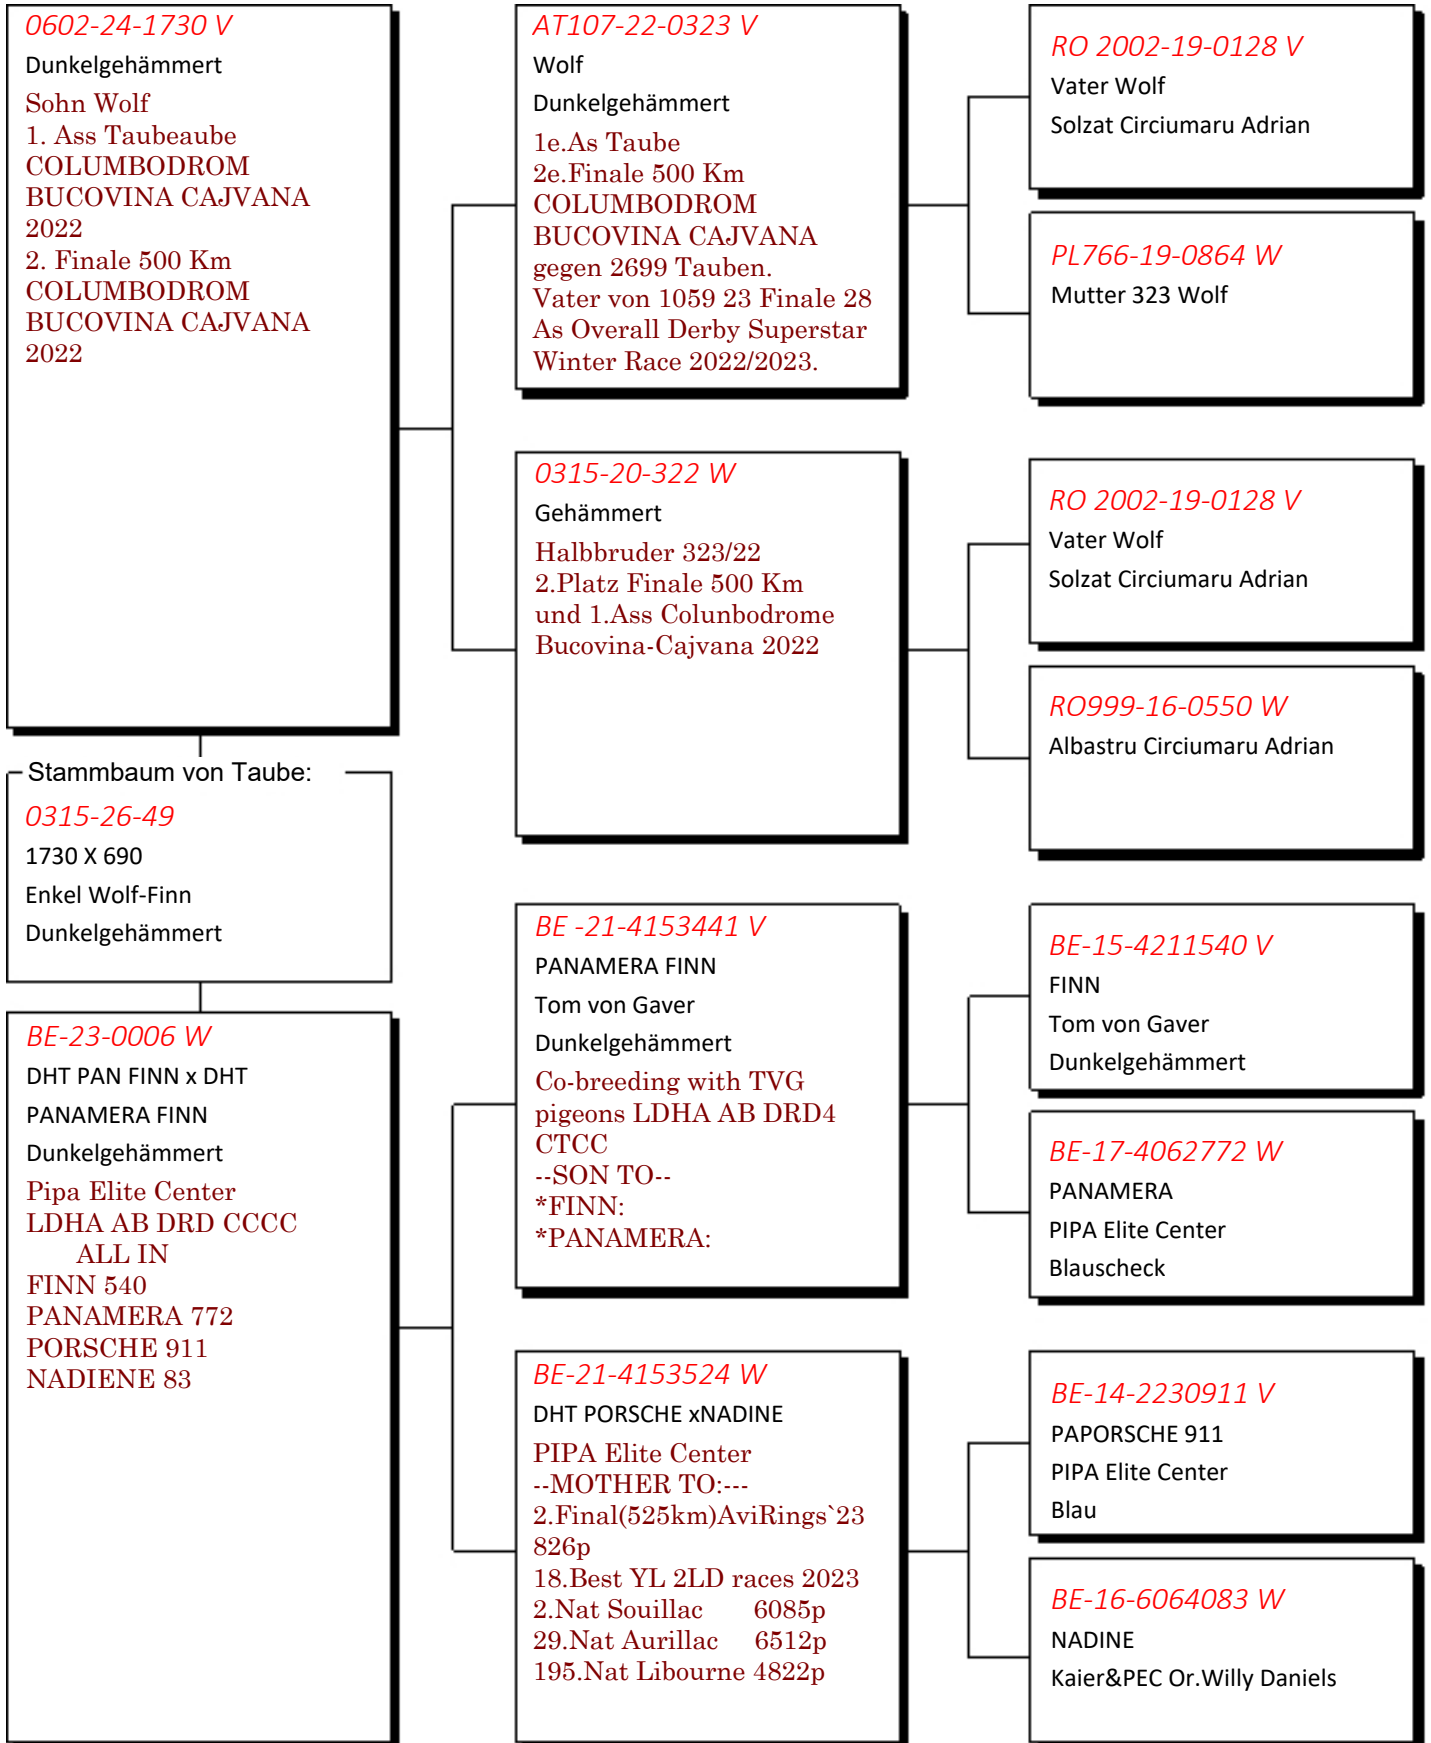 0602-24-1730 V
Dunkelgehämmert
Sohn Wolf
1. Ass Taubeaube
COLUMBODROM
BUCOVINA CAJVANA
2022
2. Finale 500 Km
COLUMBODROM
BUCOVINA CAJVANA
2022
Stammbaum von Taube:
0315-26-49
1730 X 690
Enkel Wolf-Finn
Dunkelgehämmert
BE-23-0006 W
DHT PAN FINN x DHT
PANAMERA FINN
Dunkelgehämmert
Pipa Elite Center
LDHA AB DRD CCCC
ALL IN
FINN 540
PANAMERA 772
PORSCHE 911
NADIENE 83
AT107-22-0323 V
Wolf
Dunkelgehämmert
1e.As Taube
2e.Finale 500 Km
COLUMBODROM
BUCOVINA CAJVANA
gegen 2699 Tauben.
Vater von 1059 23 Finale 28
As Overall Derby Superstar
Winter Race 2022/2023.
0315-20-322 W
Gehämmert
Halbbruder 323/22
2.Platz Finale 500 Km
und 1.Ass Colunbodrome
Bucovina-Cajvana 2022
BE -21-4153441 V
PANAMERA FINN
Tom von Gaver
Dunkelgehämmert
Co-breeding with TVG
pigeons LDHA AB DRD4
CTCC
--SON TO--
*FINN:
*PANAMERA:
BE-21-4153524 W
DHT PORSCHE xNADINE
PIPA Elite Center
--MOTHER TO:---
2.Final(525km)AviRings`23
826p
18.Best YL 2LD races 2023
2.Nat Souillac 6085p
29.Nat Aurillac 6512p
195.Nat Libourne 4822p
RO 2002-19-0128 V
Vater Wolf
Solzat Circiumaru Adrian
PL766-19-0864 W
Mutter 323 Wolf
RO 2002-19-0128 V
Vater Wolf
Solzat Circiumaru Adrian
RO999-16-0550 W
Albastru Circiumaru Adrian
BE-15-4211540 V
FINN
Tom von Gaver
Dunkelgehämmert
BE-17-4062772 W
PANAMERA
PIPA Elite Center
Blauscheck
BE-14-2230911 V
PAPORSCHE 911
PIPA Elite Center
Blau
BE-16-6064083 W
NADINE
Kaier&PEC Or.Willy Daniels